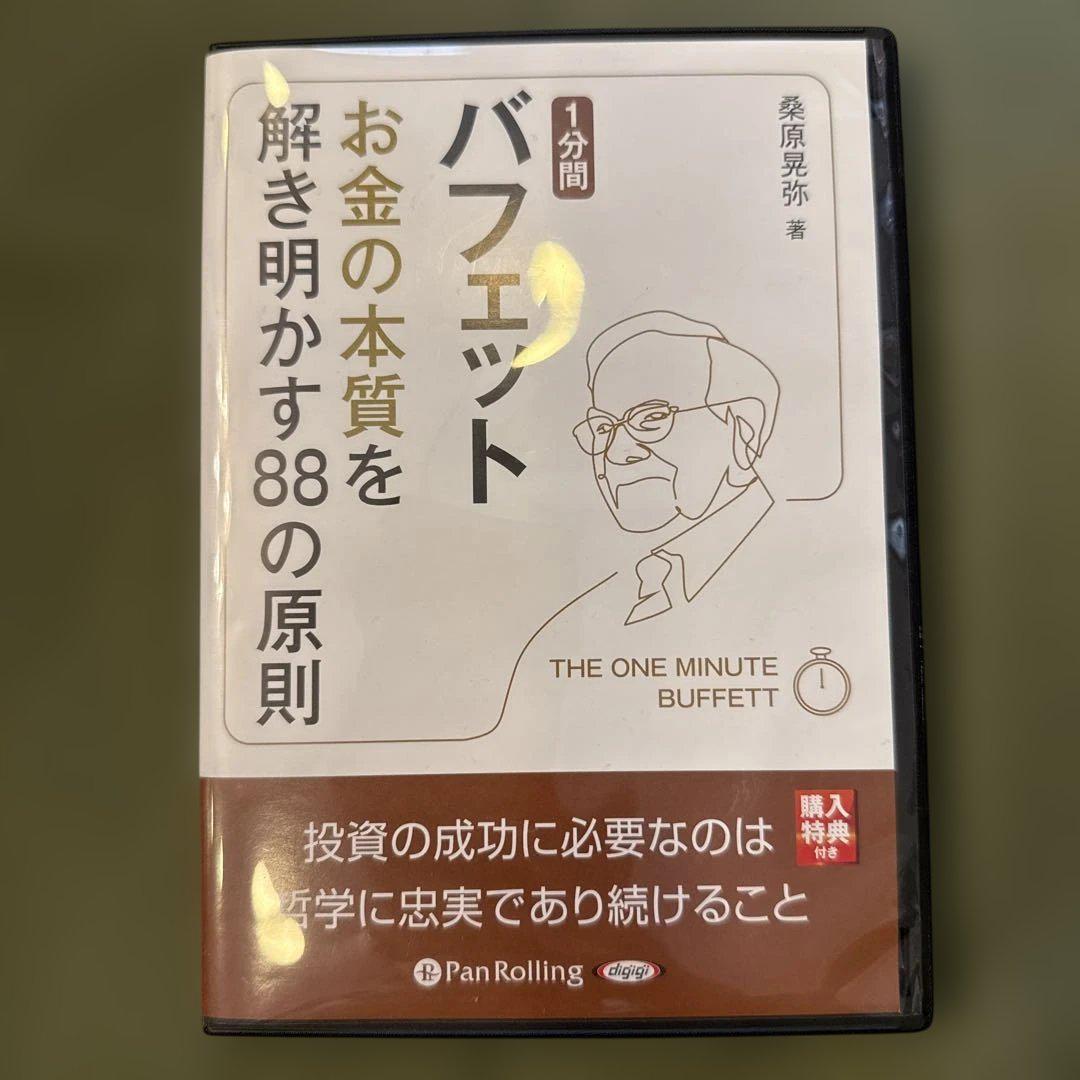 桑原晃弥 著
1分間
バフェット
お金の本質を
解き明かす88の原則
THE ONE MINUTE
BUFFETT
購入
特典
付き
投資の成功に必要なのは
哲学に忠実であり続けること
PanRolling
digigi